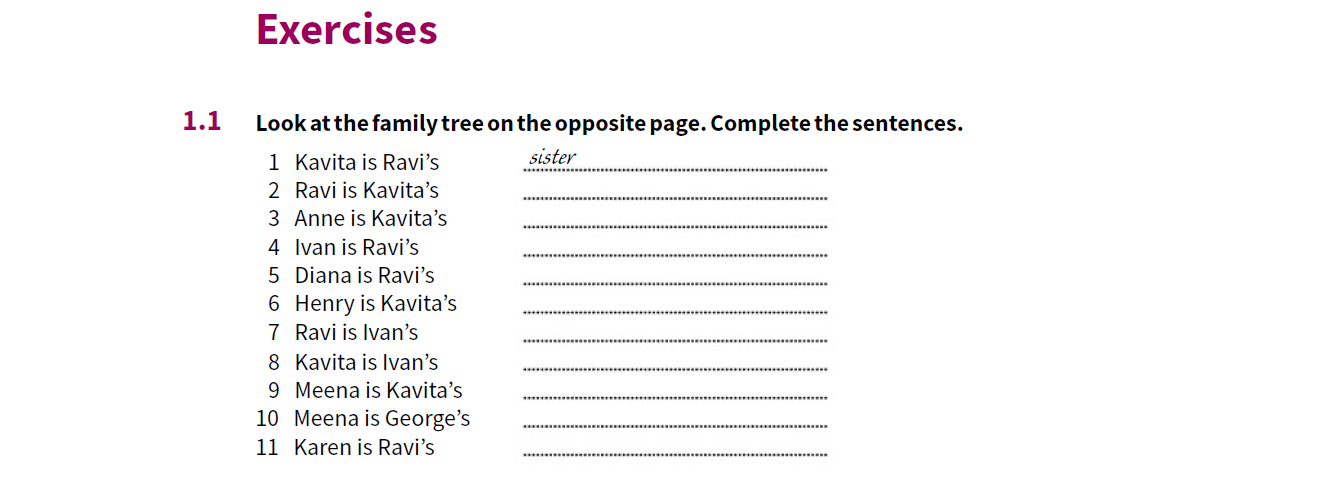 Exercises
1.1 Look at the family tree on the opposite page. Complete the sentences.
1 Kavita is Ravi’s sister
2 Ravi is Kavita’s
3 Anne is Kavita’s
4 Ivan is Ravi’s
5 Diana is Ravi’s
6 Henry is Kavita’s
7 Ravi is Ivan’s
8 Kavita is Ivan’s
9 Meena is Kavita’s
10 Meena is George’s
11 Karen is Ravi’s